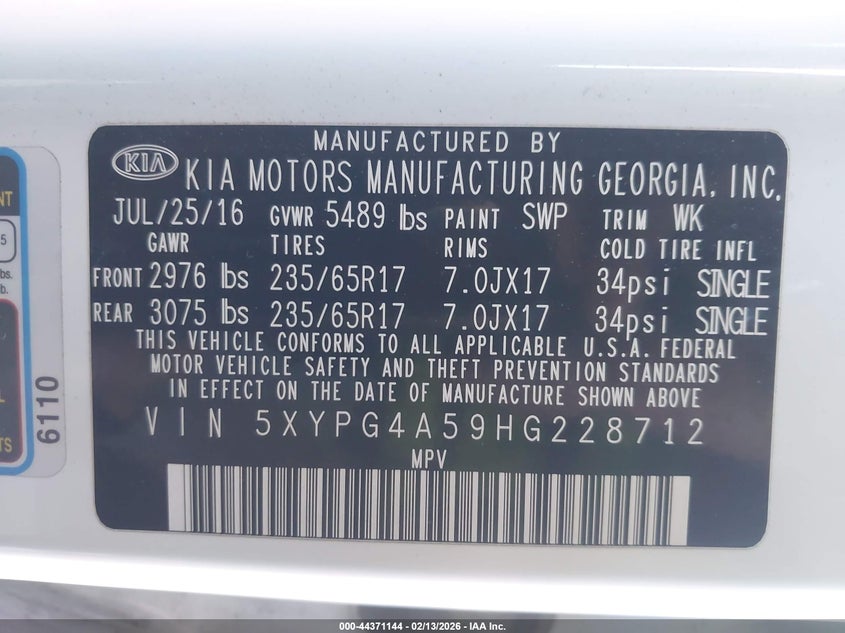 MANUFACTURED BY
KIA KIA MOTORS MANUFACTURING GEORGIA, INC.
JUL/25/16 GVWR 5489 lbs PAINT SWP TRIM WK
GAWR TIRES RIMS COLD TIRE INFL
FRONT 2976 lbs 235/65R17 7.0JX17 34psi SINGLE
REAR 3075 lbs 235/65R17 7.0JX17 34psi SINGLE
THIS VEHICLE CONFORMS TO ALL APPLICABLE U.S.A. FEDERAL
MOTOR VEHICLE SAFETY AND THEFT PREVENTION STANDARDS
IN EFFECT ON THE DATE OF MANUFACTURE SHOWN ABOVE
VIN 5XYPG4A59HG228712
MPV
NT
5
bs.
b.
L
TS
6110
000-44371144 - 02/13/2026 - IAA Inc.